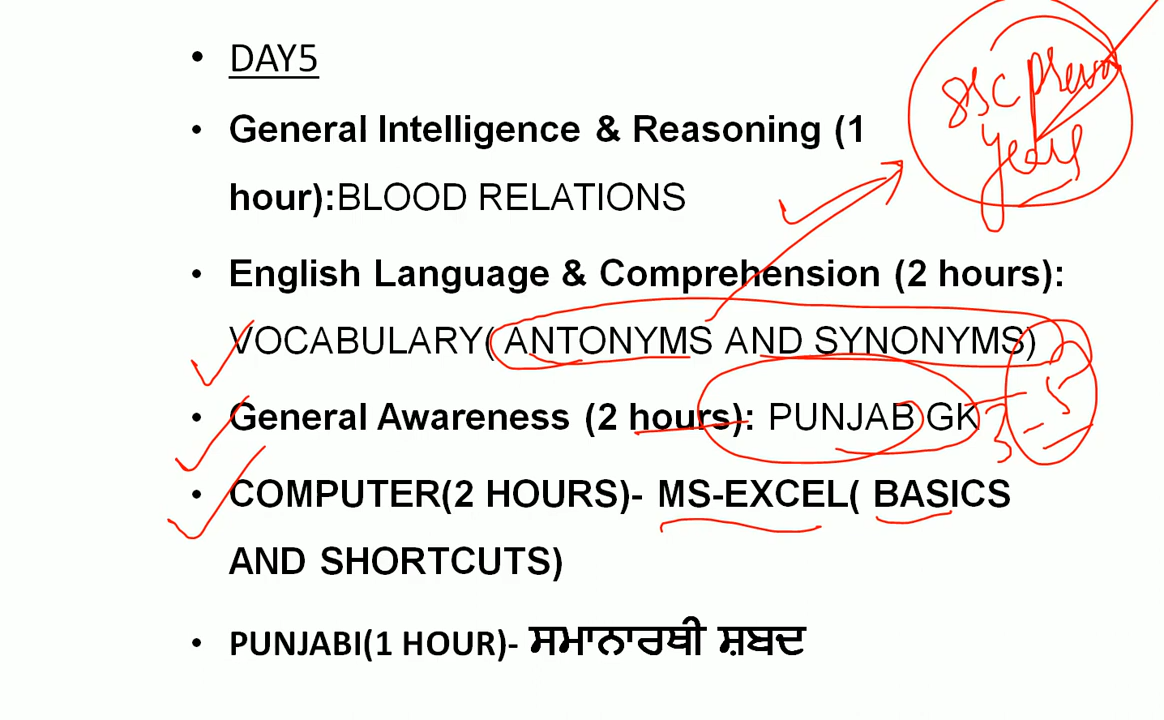 • DAY5
• General Intelligence & Reasoning (1
hour):BLOOD RELATIONS
• English Language & Comprehension (2 hours):
VOCABULARY( ANTONYMS AND SYNONYMS)
• General Awareness (2 hours): PUNJAB GK
• COMPUTER(2 HOURS)- MS-EXCEL( BASICS
AND SHORTCUTS)
• PUNJABI(1 HOUR)- ਸਮਾਨਾਰਥੀ ਸ਼ਬਦ
SSC
years
3-5